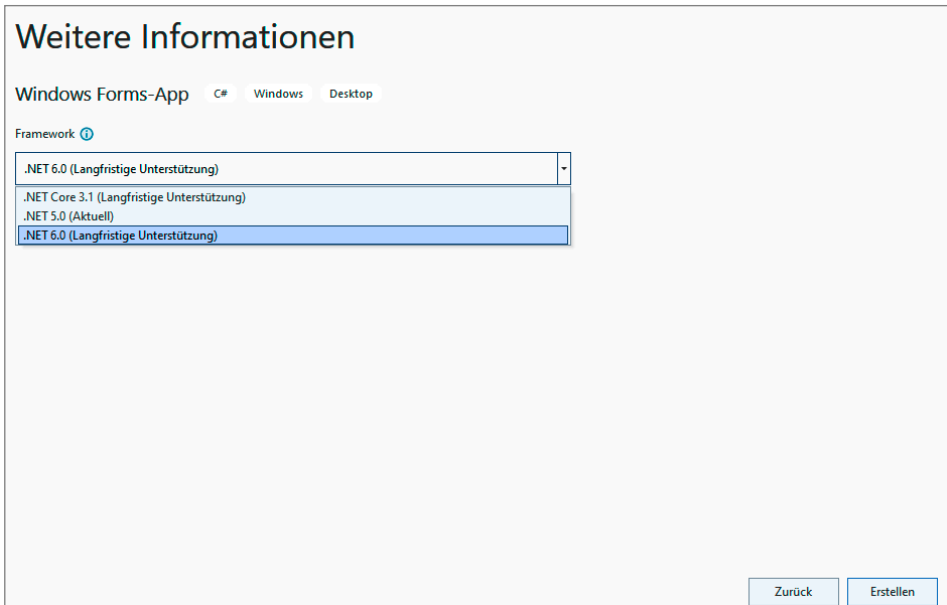 Weitere Informationen
Windows Forms-App C# Windows Desktop
Framework
.NET 6.0 (Langfristige Unterstützung)
.NET Core 3.1 (Langfristige Unterstützung)
.NET 5.0 (Aktuell)
.NET 6.0 (Langfristige Unterstützung)
Zurück Erstellen